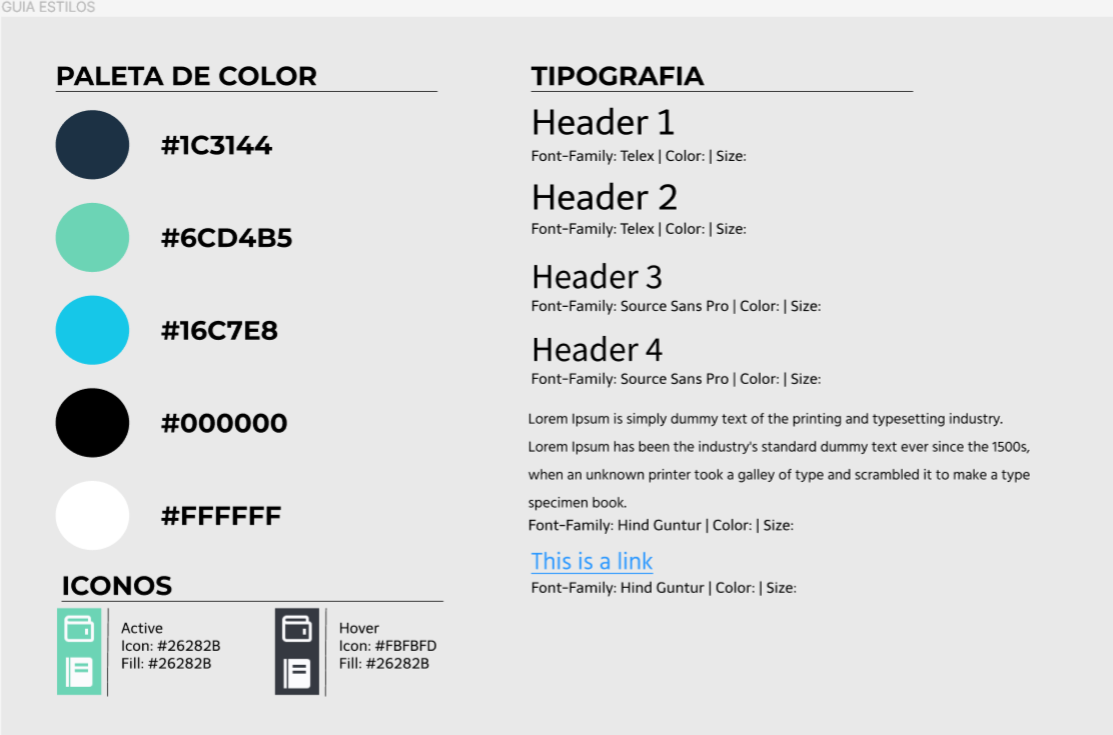 GUIA ESTILOS
PALETA DE COLOR
#1C3144
#6CD4B5
#16C7E8
#000000
#FFFFFF
ICONOS
Active
Icon: #26282B
Fill: #26282B
Hover
Icon: #FBFBFD
Fill: #26282B
TIPOGRAFIA
Header 1
Font-Family: Telex | Color: | Size:
Header 2
Font-Family: Telex | Color: | Size:
Header 3
Font-Family: Source Sans Pro | Color: | Size:
Header 4
Font-Family: Source Sans Pro | Color: | Size:
Lorem Ipsum is simply dummy text of the printing and typesetting industry.
Lorem Ipsum has been the industry's standard dummy text ever since the 1500s,
when an unknown printer took a galley of type and scrambled it to make a type
specimen book.
Font-Family: Hind Guntur | Color: | Size:
This is a link
Font-Family: Hind Guntur | Color: | Size: